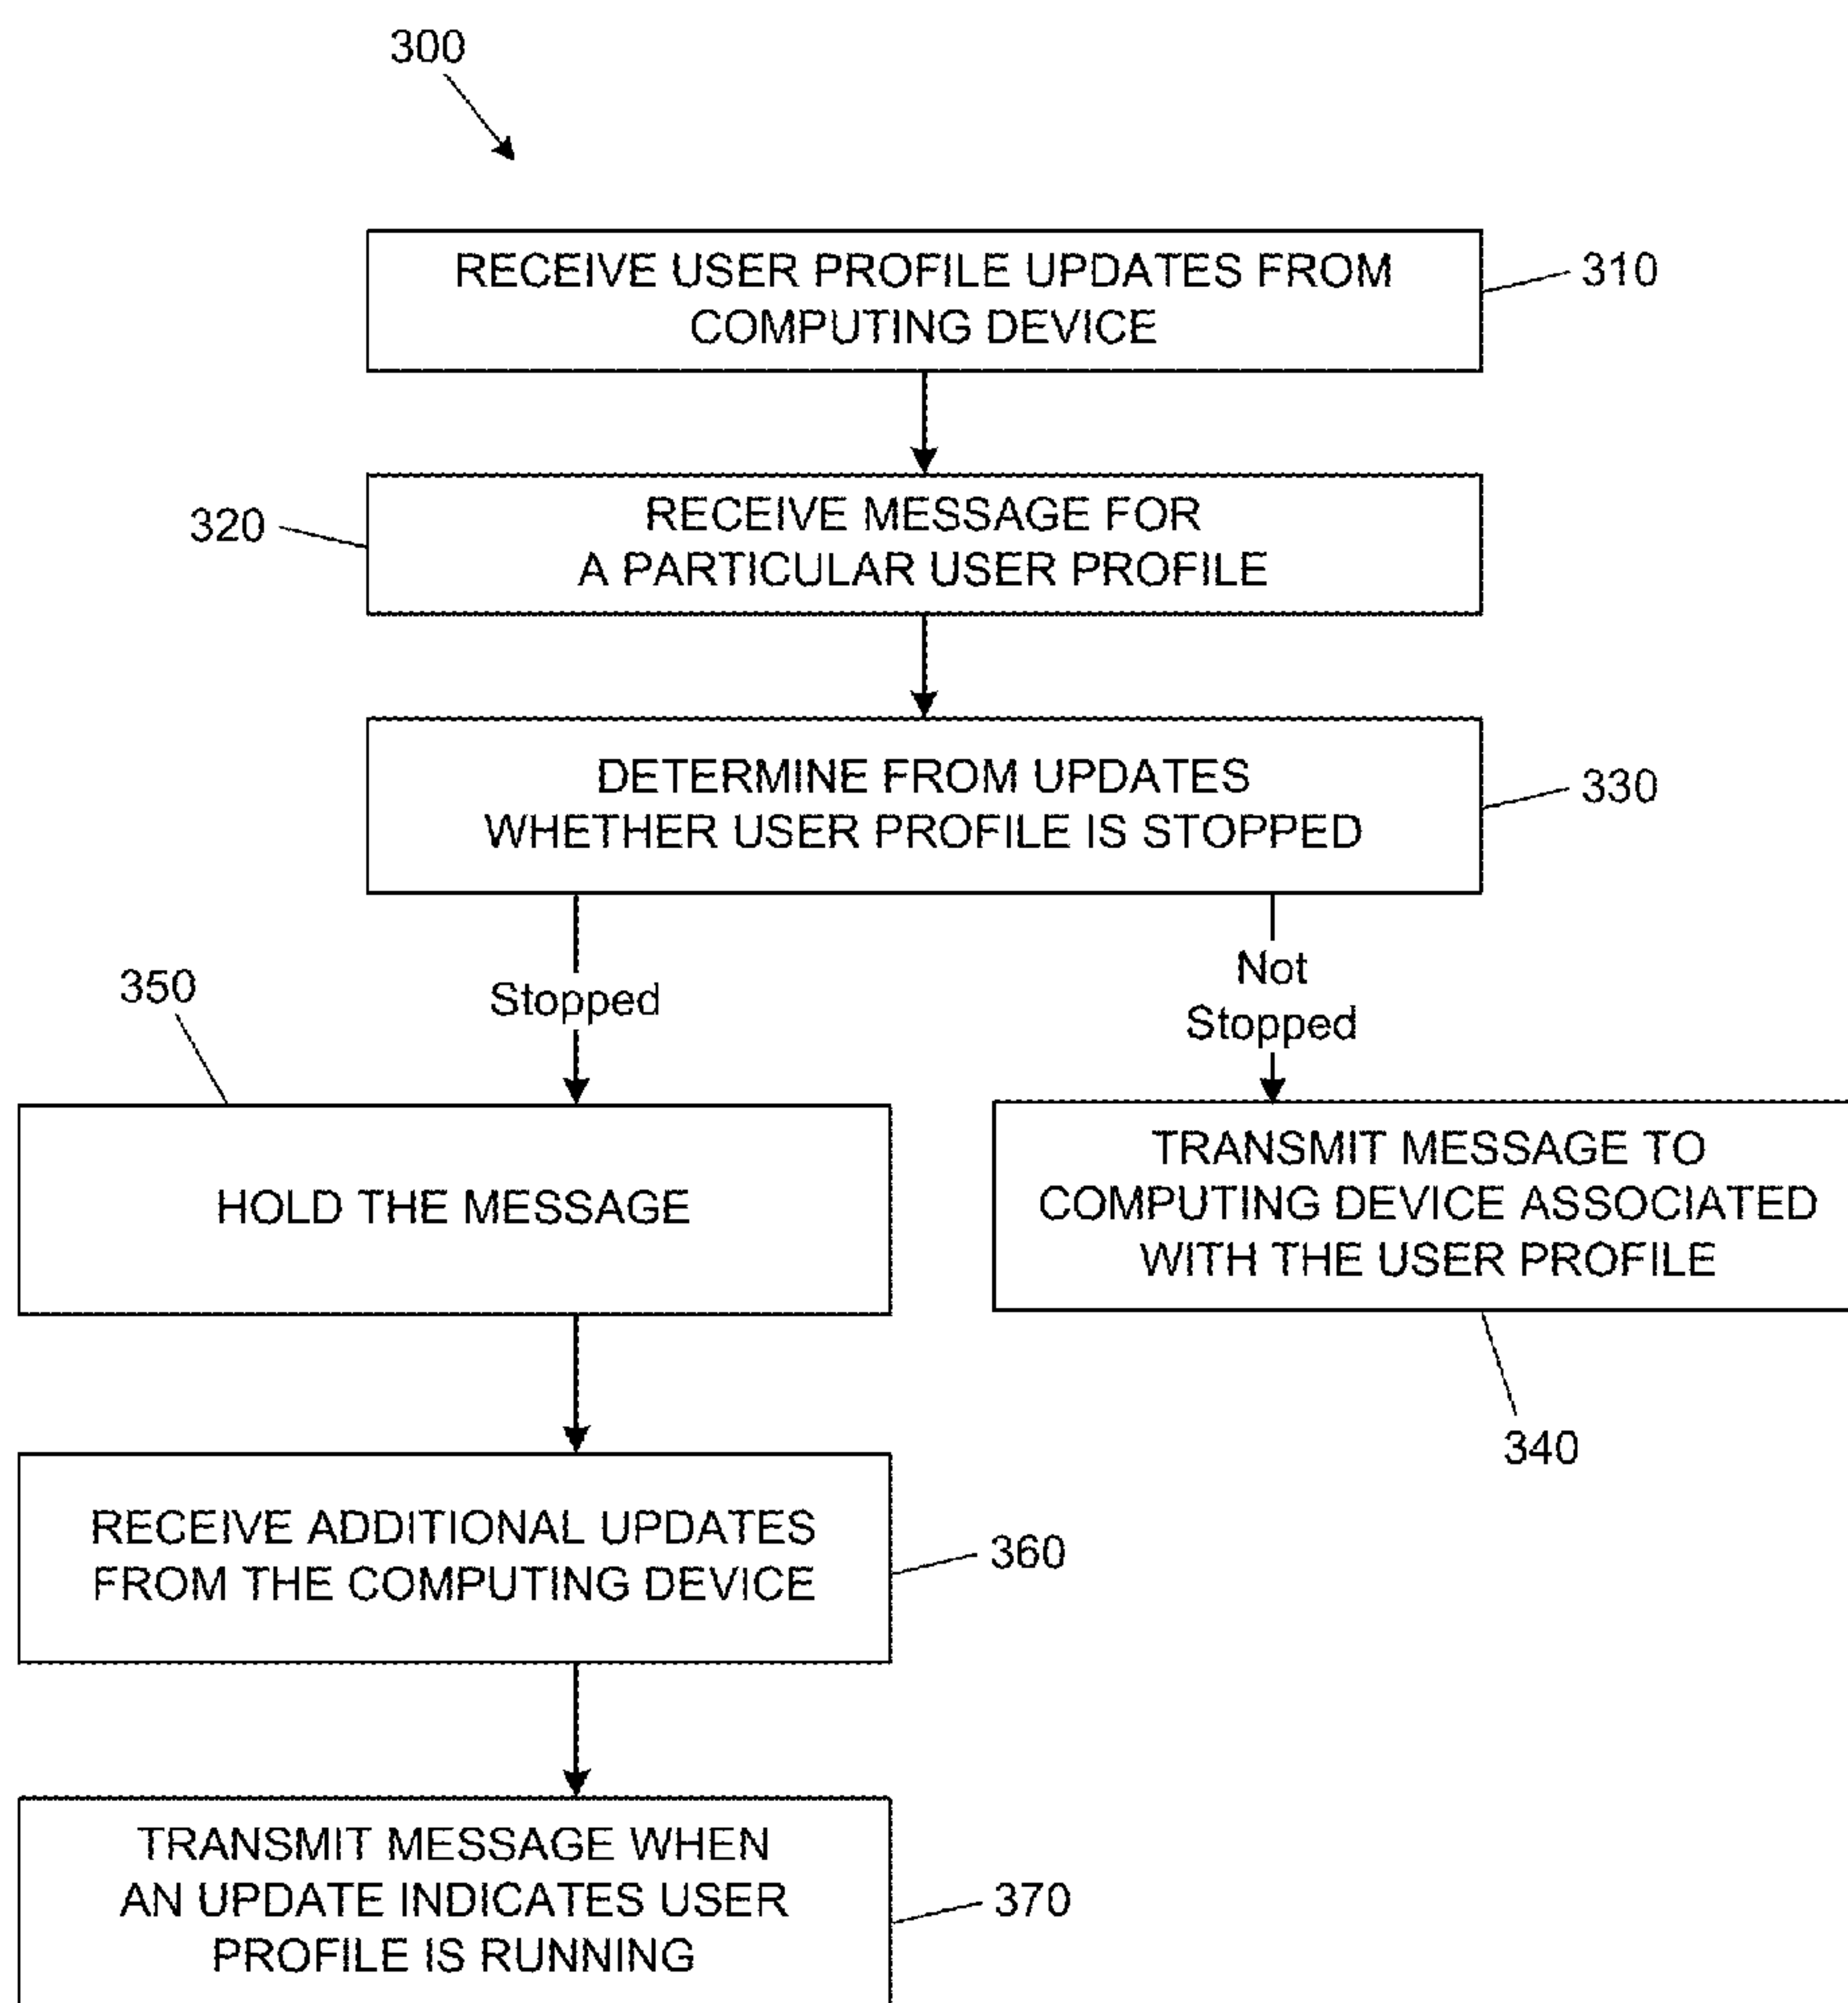 300
RECEIVE USER PROFILE UPDATES FROM
COMPUTING DEVICE
310
320
RECEIVE MESSAGE FOR
A PARTICULAR USER PROFILE
DETERMINE FROM UPDATES
WHETHER USER PROFILE IS STOPPED
330
Stopped
Not
Stopped
350
HOLD THE MESSAGE
TRANSMIT MESSAGE TO
COMPUTING DEVICE ASSOCIATED
WITH THE USER PROFILE
340
RECEIVE ADDITIONAL UPDATES
FROM THE COMPUTING DEVICE
360
TRANSMIT MESSAGE WHEN
AN UPDATE INDICATES USER
PROFILE IS RUNNING
370